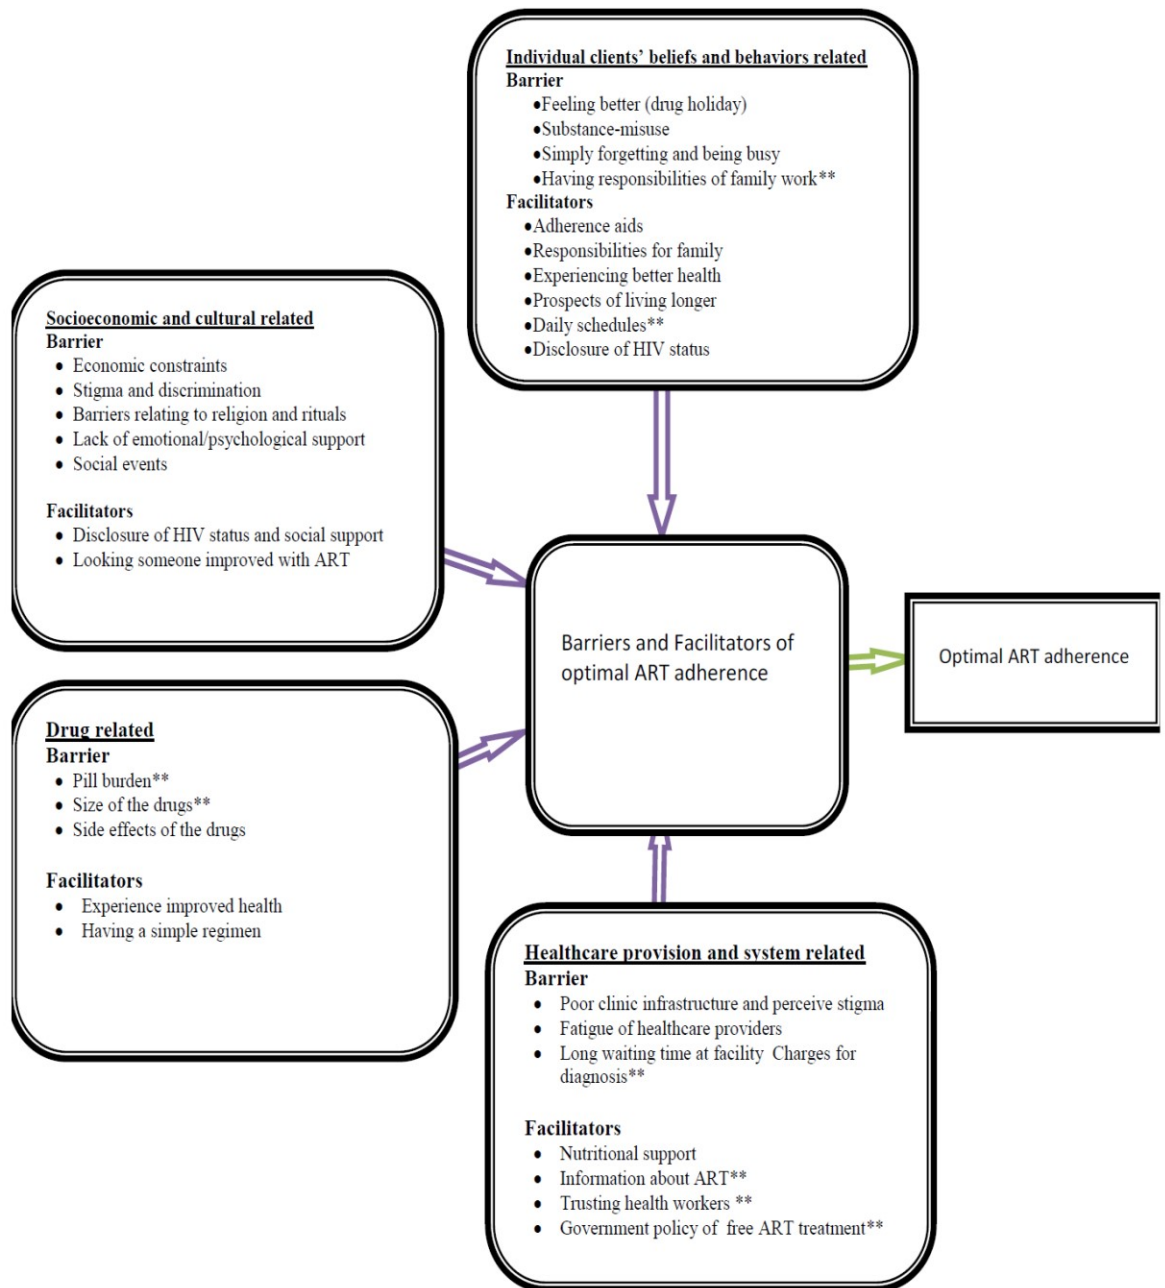 Individual clients’ beliefs and behaviors related
Barrier
●Feeling better (drug holiday)
●Substance-misuse
●Simply forgetting and being busy
●Having responsibilities of family work**
Facilitators
●Adherence aids
●Responsibilities for family
●Experiencing better health
●Prospects of living longer
●Daily schedules**
●Disclosure of HIV status
Socioeconomic and cultural related
Barrier
● Economic constraints
● Stigma and discrimination
● Barriers relating to religion and rituals
● Lack of emotional/psychological support
● Social events
Facilitators
● Disclosure of HIV status and social support
● Looking someone improved with ART
Barriers and Facilitators of
optimal ART adherence
Optimal ART adherence
Drug related
Barrier
● Pill burden**
● Size of the drugs**
● Side effects of the drugs
Facilitators
● Experience improved health
● Having a simple regimen
Healthcare provision and system related
Barrier
● Poor clinic infrastructure and perceive stigma
● Fatigue of healthcare providers
● Long waiting time at facility Charges for
diagnosis**
Facilitators
● Nutritional support
● Information about ART**
● Trusting health workers **
● Government policy of free ART treatment**